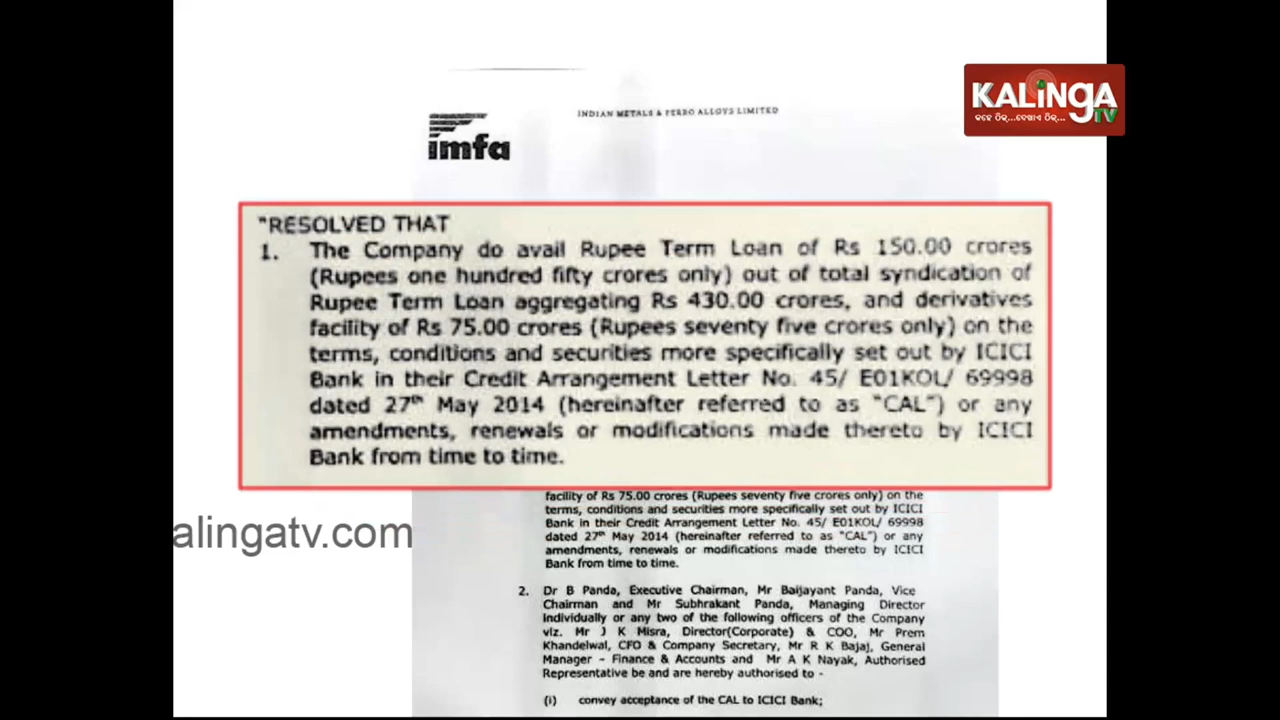 KALiNGA TV
କହେ ଠିକ୍...ଦେଖାଏ ଠିକ୍...
INDIAN METALS & FERRO ALLOYS LIMITED
imfa
"RESOLVED THAT
1. The Company do avail Rupee Term Loan of Rs 150.00 crores
(Rupees one hundred fifty crores only) out of total syndication of
Rupee Term Loan aggregating Rs 430.00 crores, and derivatives
facility of Rs 75.00 crores (Rupees seventy five crores only) on the
terms, conditions and securities more specifically set out by ICICI
Bank in their Credit Arrangement Letter No. 45/ E01KOL/ 69998
dated 27th May 2014 (hereinafter referred to as "CAL") or any
amendments, renewals or modifications made thereto by ICICI
Bank from time to time.
facility of Rs 75.00 crores (Rupees seventy five crores only) on the
terms, conditions and securities more specifically set out by ICICI
Bank in their Credit Arrangement Letter No. 45/ E01KOL/ 69998
dated 27th May 2014 (hereinafter referred to as "CAL") or any
amendments, renewals or modifications made thereto by ICICI
Bank from time to time.
alingatv.com
2. Dr B Panda, Executive Chairman, Mr Baijayant Panda, Vice
Chairman and Mr Subhrakant Panda, Managing Director
individually or any two of the following officers of the Company
viz. Mr J K Misra, Director(Corporate) & COO, Mr Prem
Khandelwal, CFO & Company Secretary, Mr R K Bajaj, General
Manager - Finance & Accounts and Mr A K Nayak, Authorised
Representative be and are hereby authorised to -
(i) convey acceptance of the CAL to ICICI Bank;